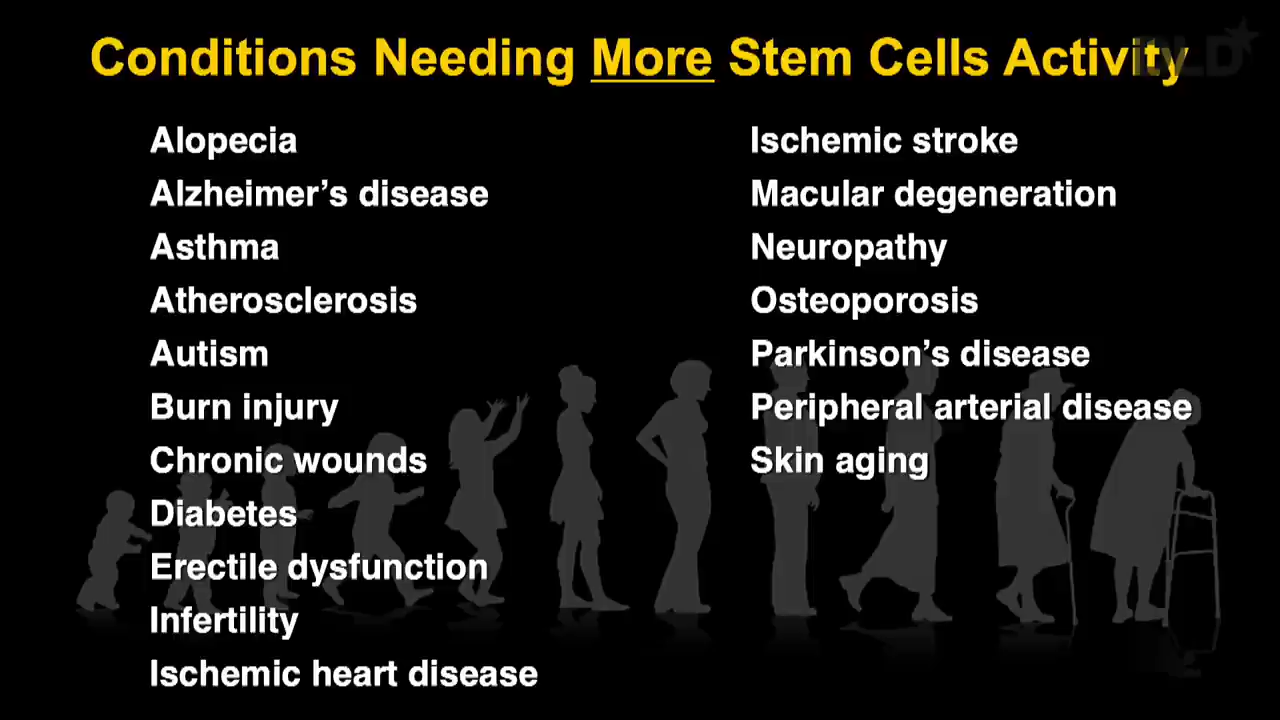 Conditions Needing More Stem Cells Activity
Alopecia
Alzheimer’s disease
Asthma
Atherosclerosis
Autism
Burn injury
Chronic wounds
Diabetes
Erectile dysfunction
Infertility
Ischemic heart disease
Ischemic stroke
Macular degeneration
Neuropathy
Osteoporosis
Parkinson’s disease
Peripheral arterial disease
Skin aging